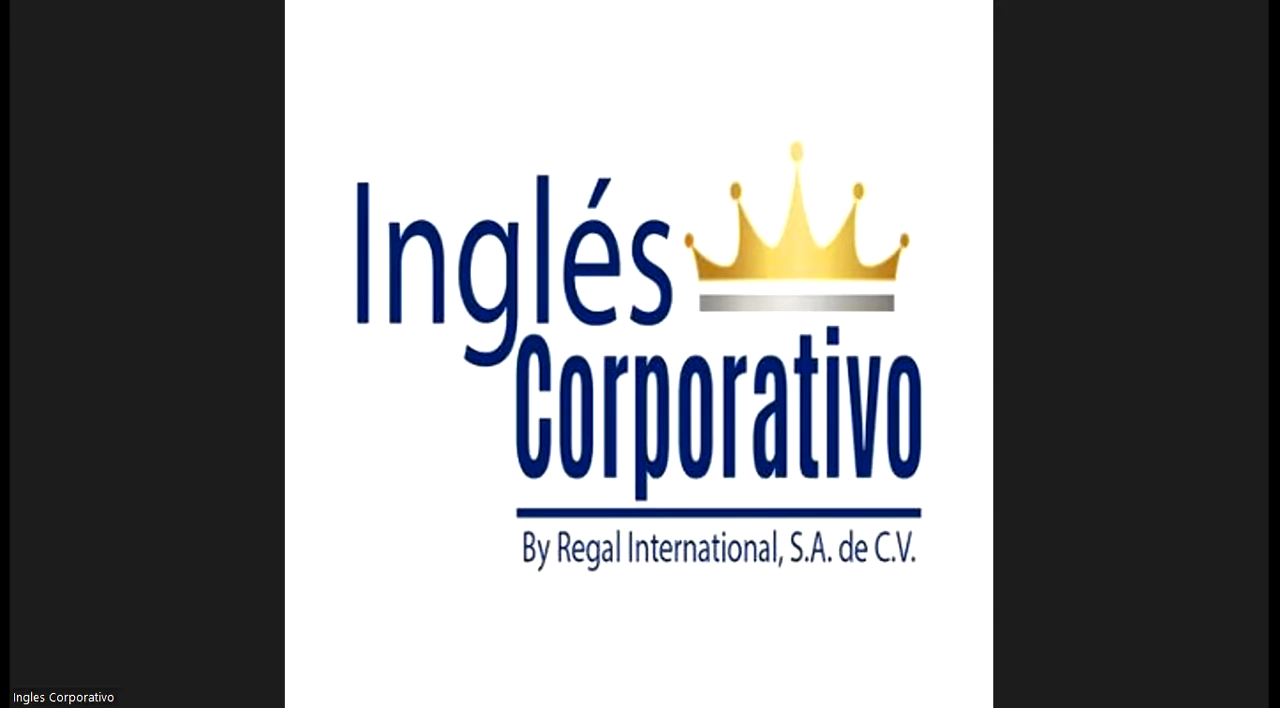 Inglés
Corporativo
By Regal International, S.A. de C.V.
Ingles Corporativo